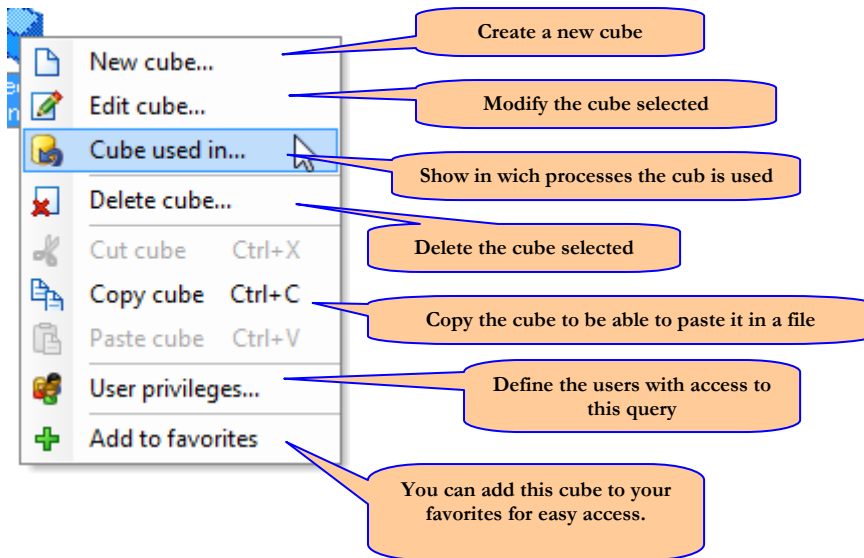 New cube...
Create a new cube
Edit cube...
Modify the cube selected
Cube used in...
Show in wich processes the cub is used
Delete cube...
Delete the cube selected
Cut cube Ctrl+X
Copy cube Ctrl+C
Copy the cube to be able to paste it in a file
Paste cube Ctrl+V
User privileges...
Define the users with access to
this query
Add to favorites
You can add this cube to your
favorites for easy access.